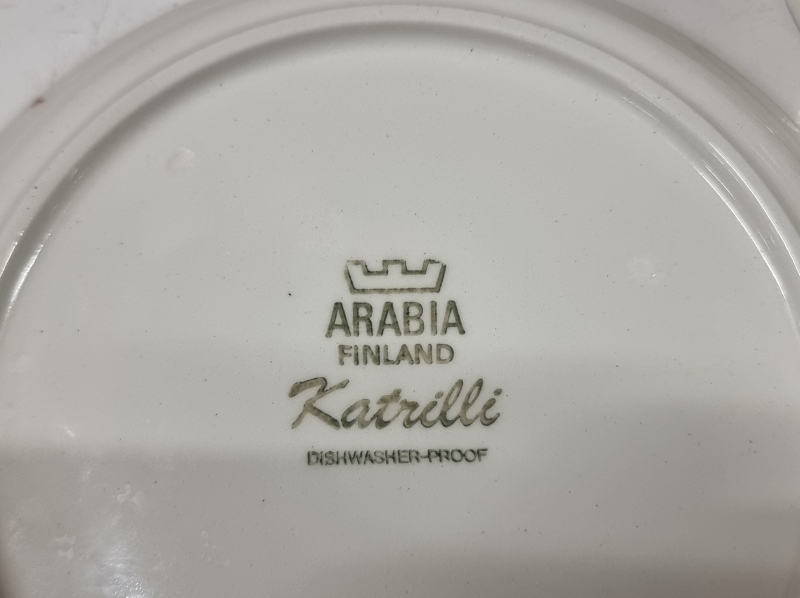 ARABIA
FINLAND
Katrilli
DISHWASHER-PROOF